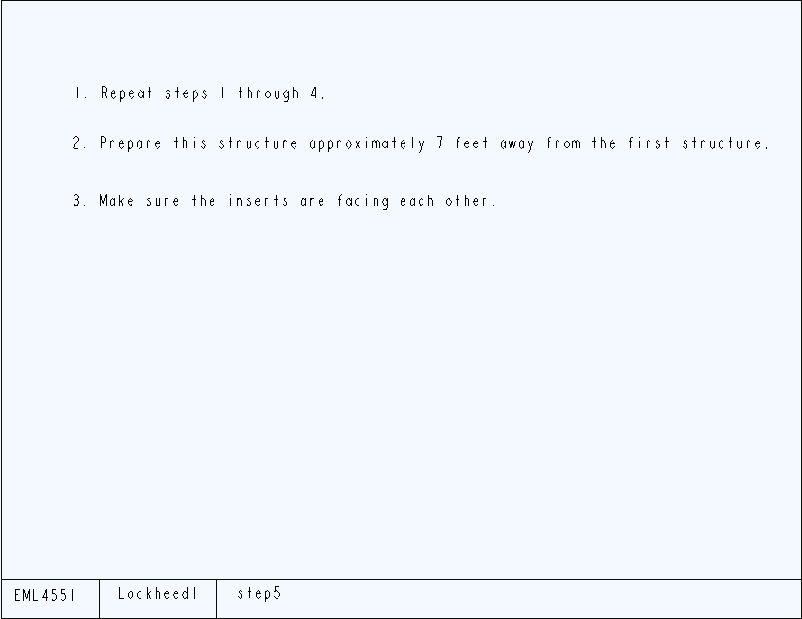 1. Repeat steps 1 through 4.
2. Prepare this structure approximately 7 feet away from the first structure.
3. Make sure the inserts are facing each other.
EML4551 Lockheed1 step5